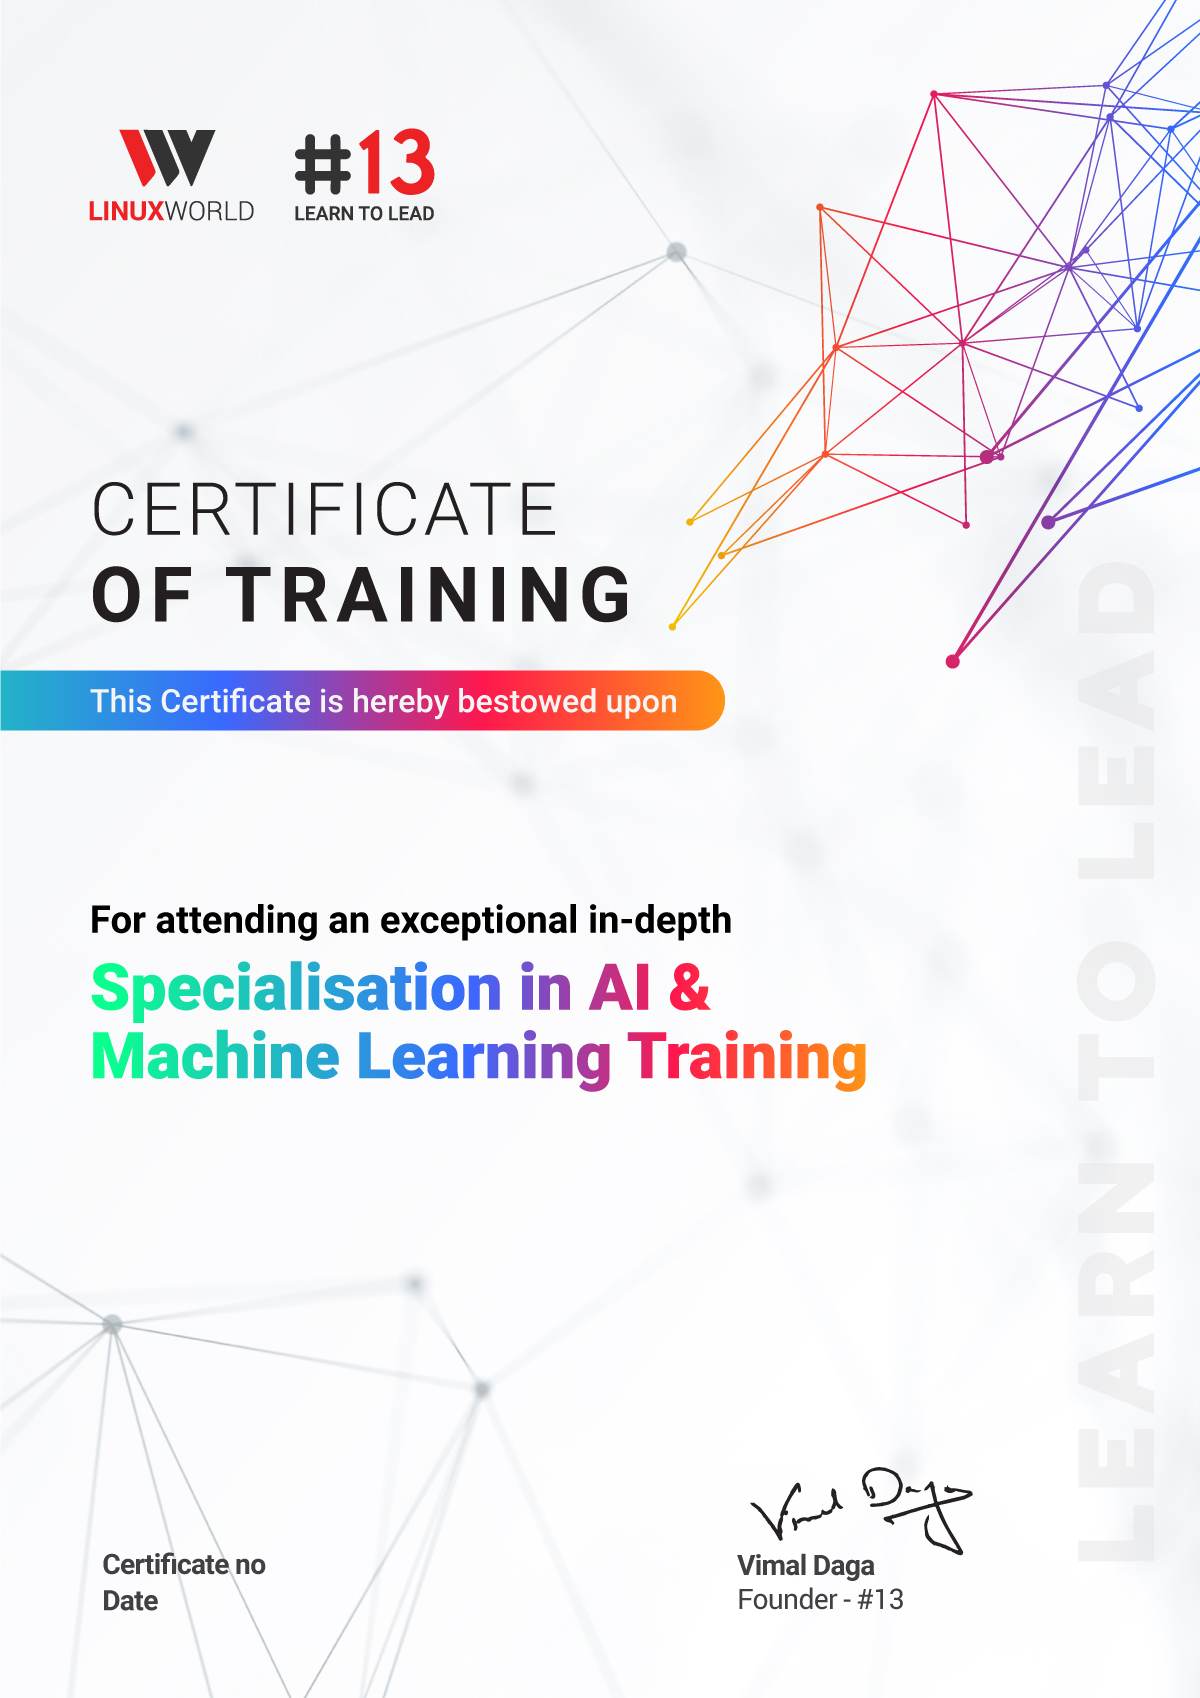 LINUXWORLD
#13
LEARN TO LEAD
CERTIFICATE
OF TRAINING
This Certificate is hereby bestowed upon
For attending an exceptional in-depth
Specialisation in AI &
Machine Learning Training
LEARN TO LEAD
Vimal Daga
Certificate no
Date
Vimal Daga
Founder - #13